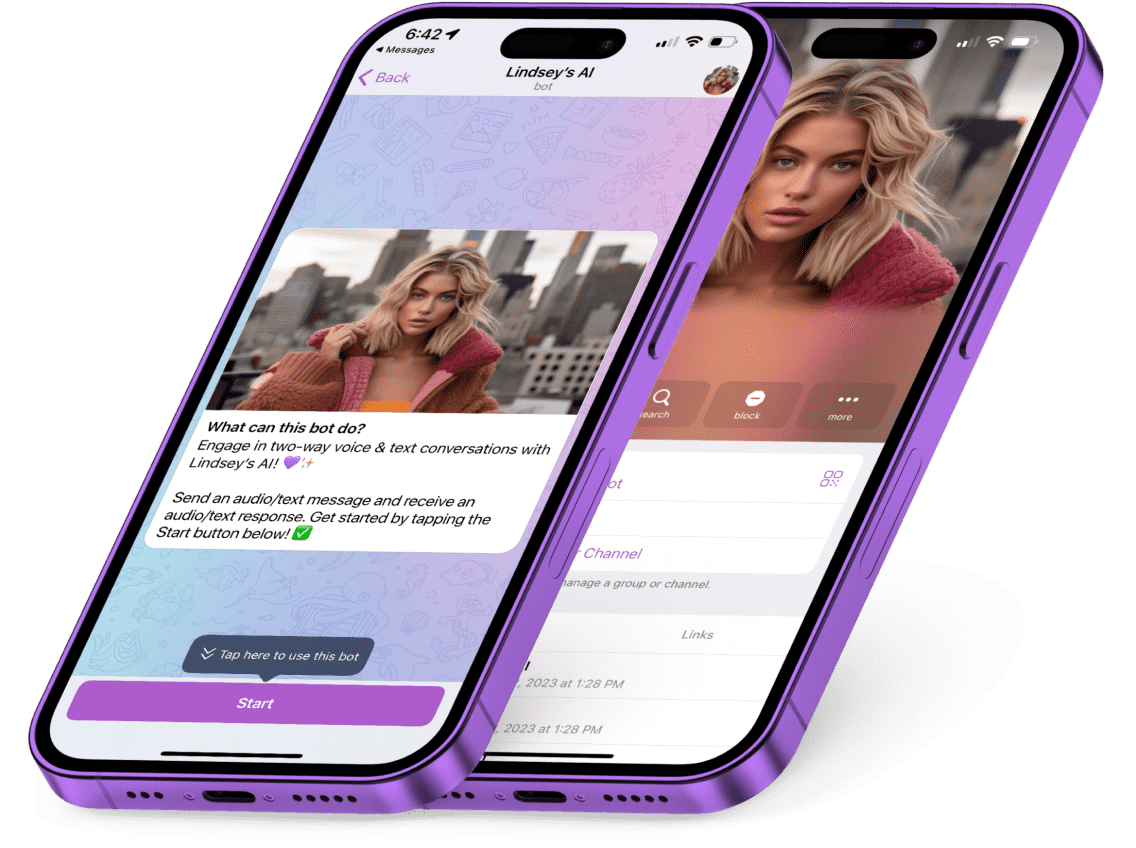 6:42
Messages
Back
Lindsey's AI
bot
YUM
What can this bot do?
Engage in two-way voice & text conversations with
Lindsey's AI! 💜✨
Send an audio/text message and receive an
audio/text response. Get started by tapping the
Start button below! ✅
Tap here to use this bot
Start
search
block
more
ot
r Channel
manage a group or channel.
Links
, 2023 at 1:28 PM
, 2023 at 1:28 PM